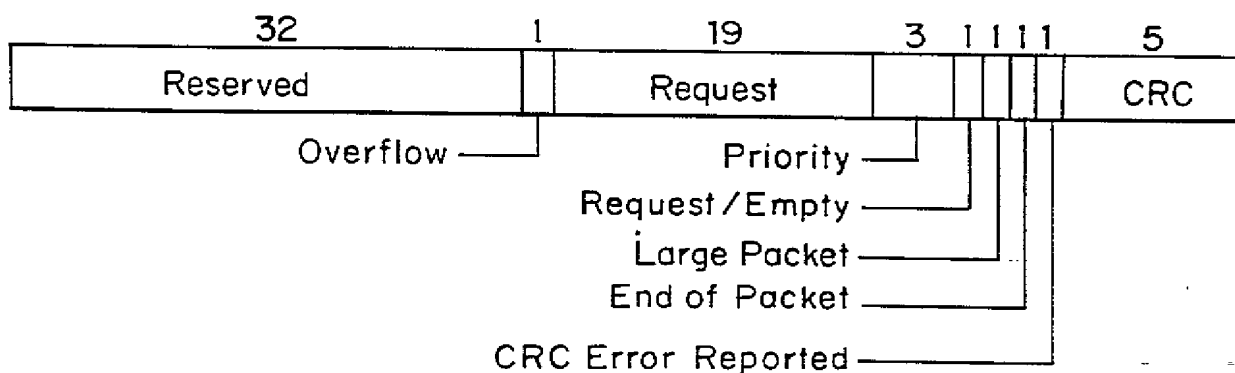 32 1 19 3 1 1 1 1 5
Reserved Request CRC
Overflow Priority
Request/Empty
Large Packet
End of Packet
CRC Error Reported